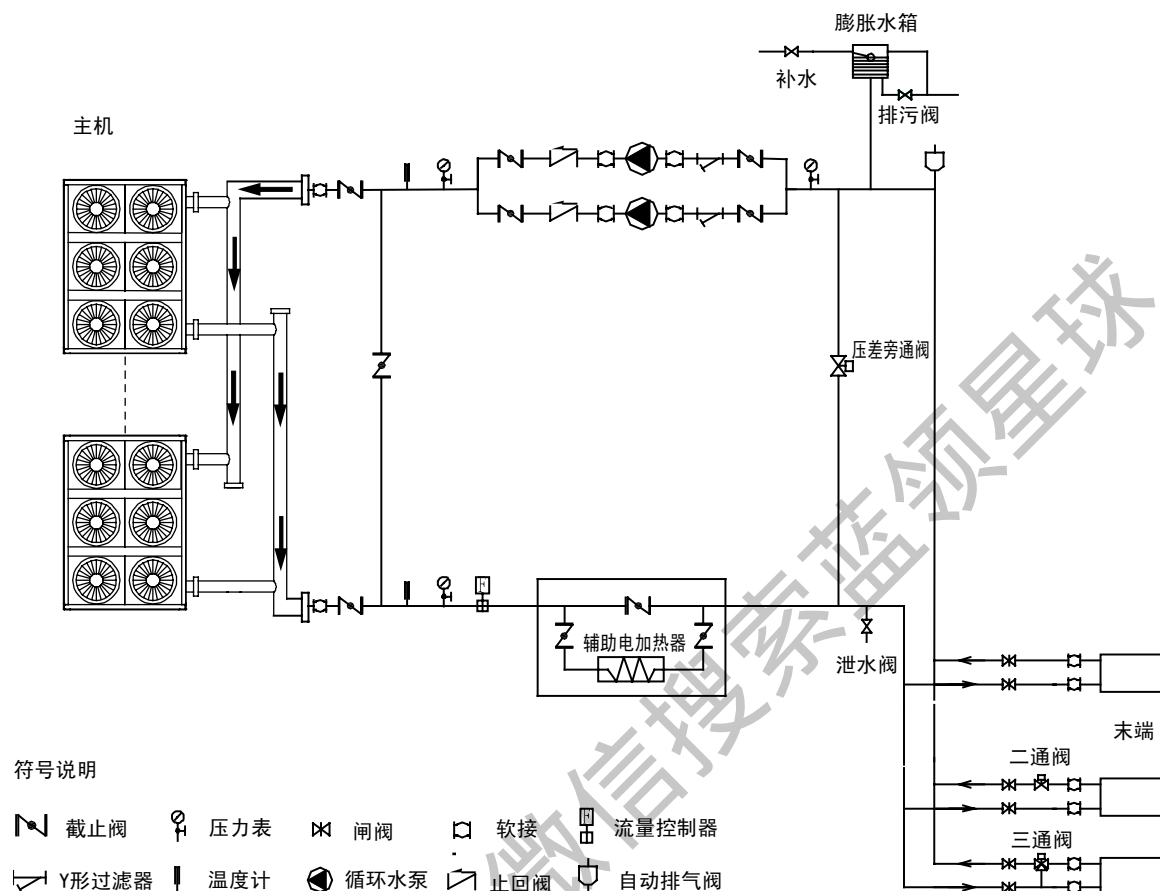 膨胀水箱
补水
排污阀
主机
压差旁通阀
辅助电加热器
泄水阀
末端
二通阀
三通阀
符号说明
截止阀
压力表
闸阀
软接
流量控制器
Y形过滤器
温度计
循环水泵
止回阀
自动排气阀
微信搜索蓝领星球